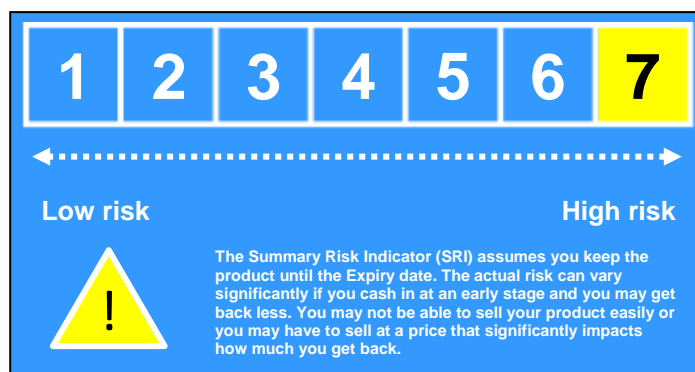 1 2 3 4 5 6 7
Low risk High risk
!
The Summary Risk Indicator (SRI) assumes you keep the
product until the Expiry date. The actual risk can vary
significantly if you cash in at an early stage and you may get
back less. You may not be able to sell your product easily or
you may have to sell at a price that significantly impacts
how much you get back.